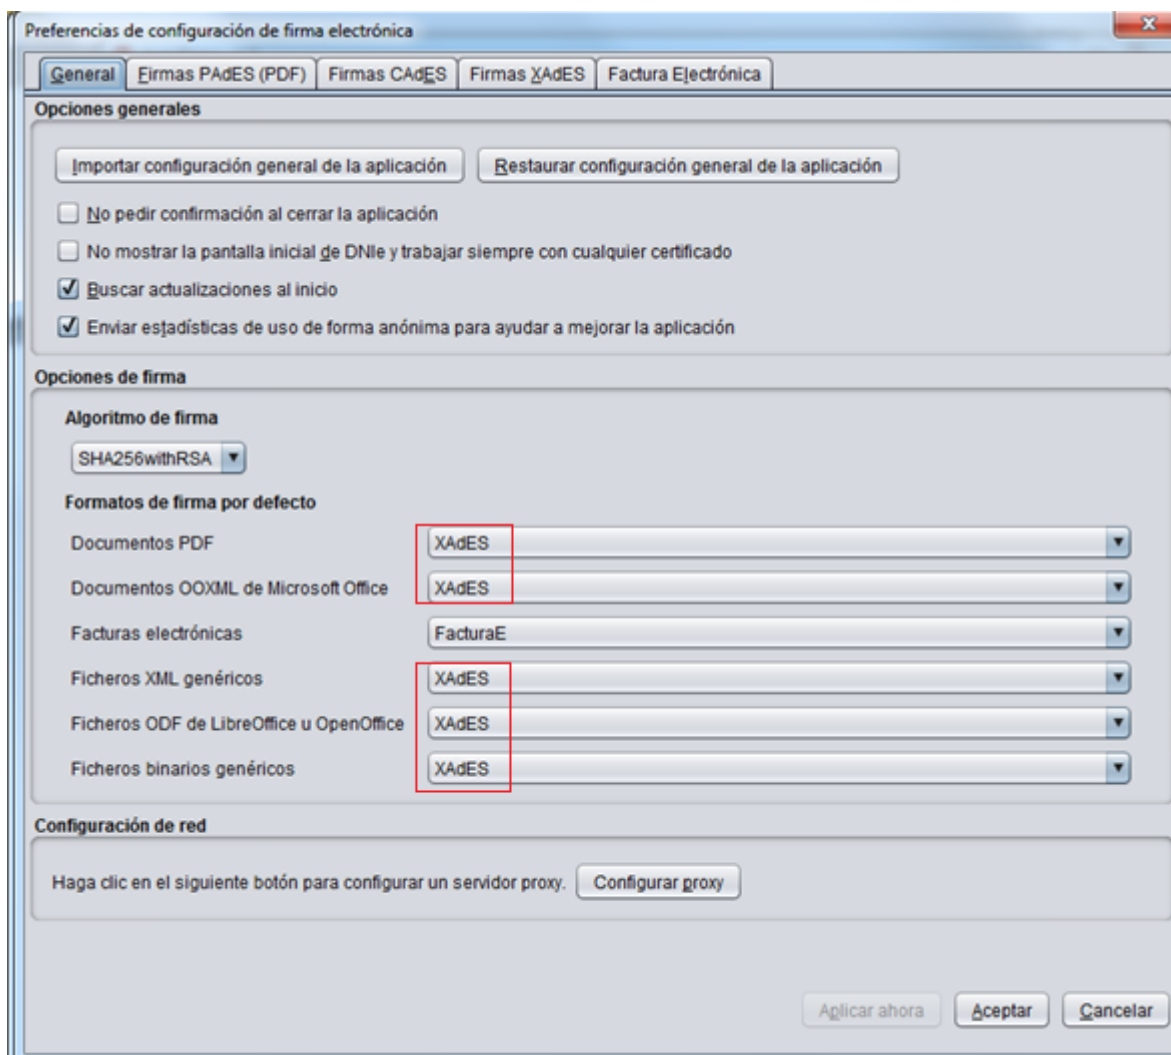 Preferencias de configuración de firma electrónica
General Firmas PAdES (PDF) Firmas CAdES Firmas XAdES Factura Electrónica
Opciones generales
Importar configuración general de la aplicación Restaurar configuración general de la aplicación
No pedir confirmación al cerrar la aplicación
No mostrar la pantalla inicial de DNIe y trabajar siempre con cualquier certificado
Buscar actualizaciones al inicio
Enviar estadísticas de uso de forma anónima para ayudar a mejorar la aplicación
Opciones de firma
Algoritmo de firma
SHA256withRSA
Formatos de firma por defecto
Documentos PDF XAdES
Documentos OOXML de Microsoft Office XAdES
Facturas electrónicas FacturaE
Ficheros XML genéricos XAdES
Ficheros ODF de LibreOffice u OpenOffice XAdES
Ficheros binarios genéricos XAdES
Configuración de red
Haga clic en el siguiente botón para configurar un servidor proxy. Configurar proxy
Aplicar ahora Aceptar Cancelar